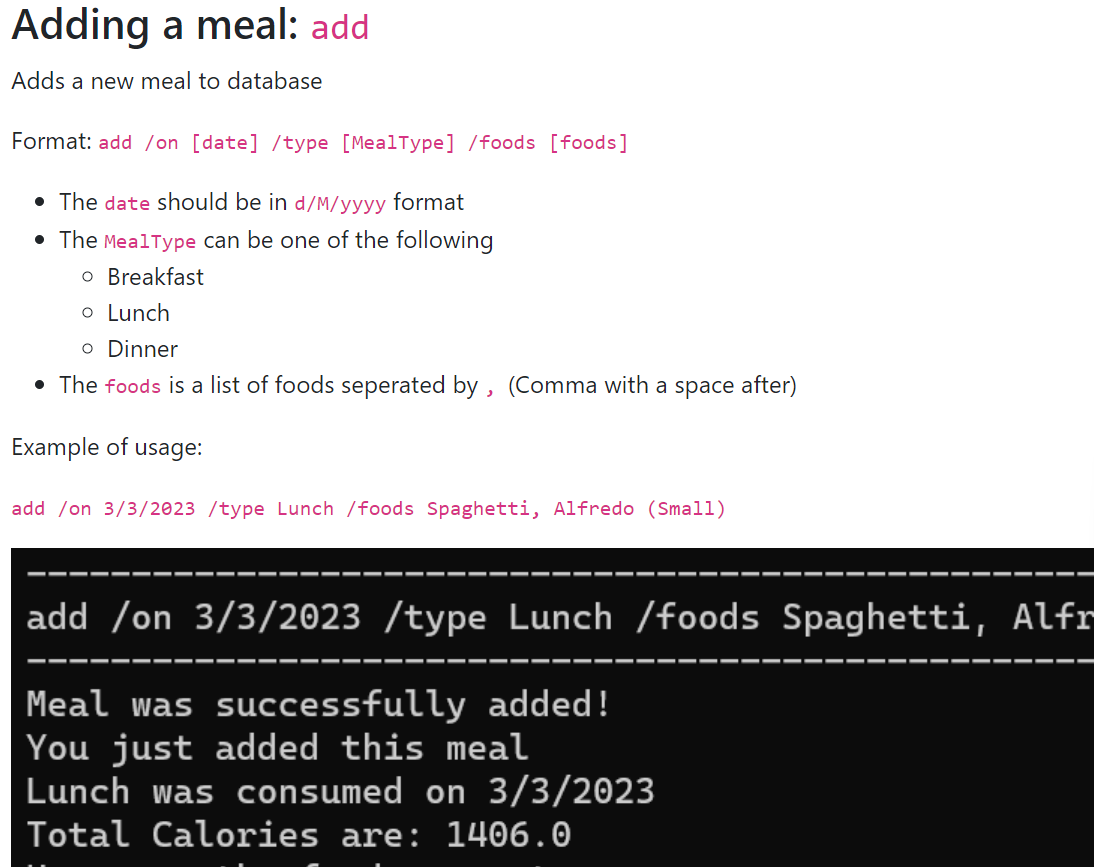 Adding a meal: add
Adds a new meal to database
Format: add /on [date] /type [MealType] /foods [foods]
The date should be in d/M/yyyy format
The MealType can be one of the following
Breakfast
Lunch
Dinner
The foods is a list of foods seperated by , (Comma with a space after)
Example of usage:
add /on 3/3/2023 /type Lunch /foods Spaghetti, Alfredo (Small)
add /on 3/3/2023 /type Lunch /foods Spaghetti, Alfr
Meal was successfully added!
You just added this meal
Lunch was consumed on 3/3/2023
Total Calories are: 1406.0